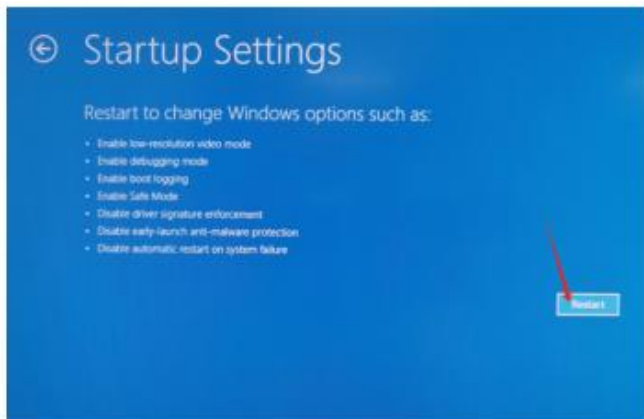 Startup Settings
Restart to change Windows options such as:
• Enable low-resolution video mode
• Enable debugging mode
• Enable boot logging
• Enable Safe Mode
• Disable driver signature enforcement
• Disable early-launch anti-malware protection
• Disable automatic restart on system failure
Restart